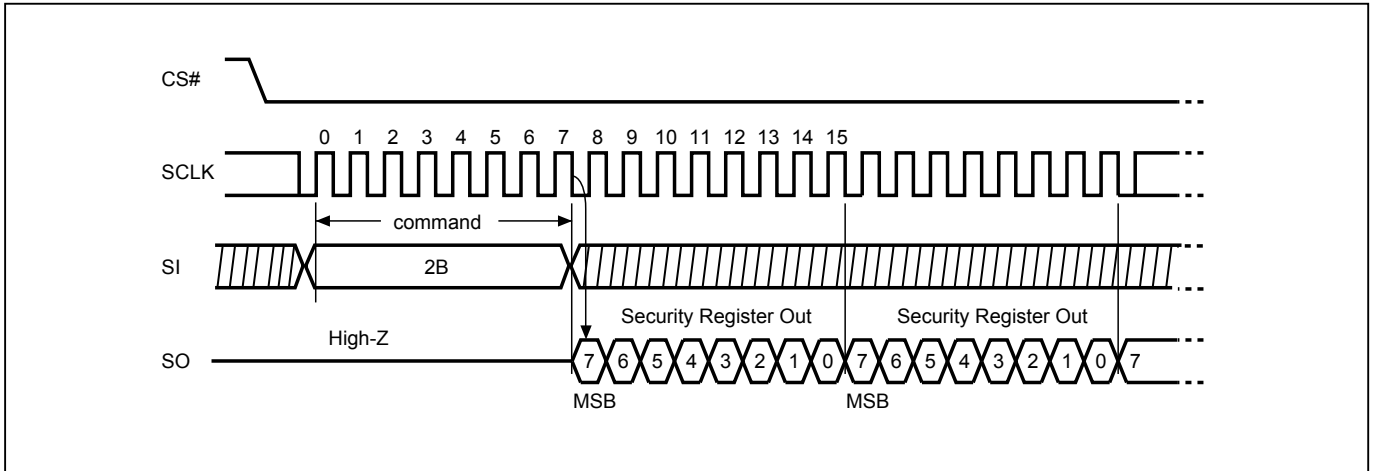 CS#
0 1 2 3 4 5 6 7 8 9 10 11 12 13 14 15
SCLK
command
SI
2B
Security Register Out Security Register Out
High-Z
SO
7 6 5 4 3 2 1 0 7 6 5 4 3 2 1 0 7
MSB MSB